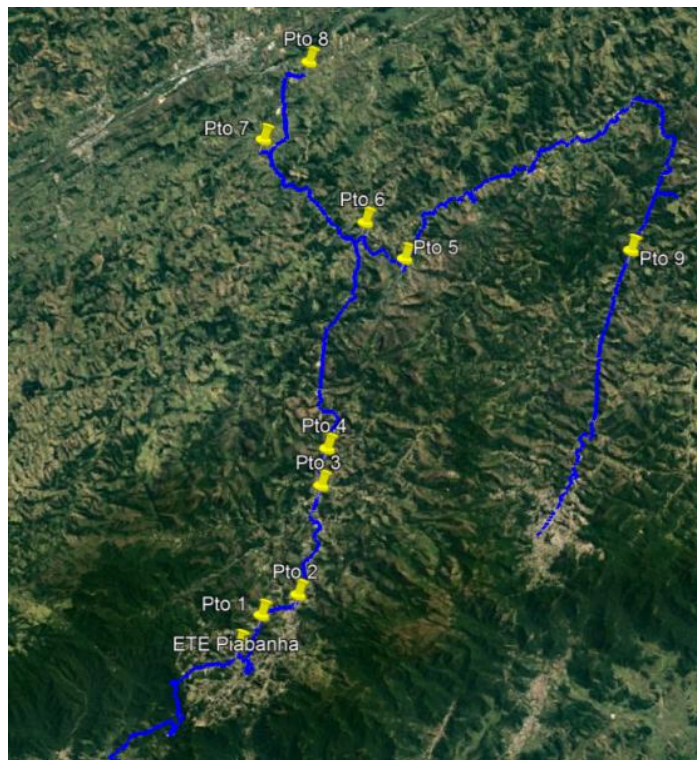 Pto 8
Pto 7
Pto 6
Pto 5
Pto 9
Pto 4
Pto 3
Pto 2
Pto 1
ETE Piabanha